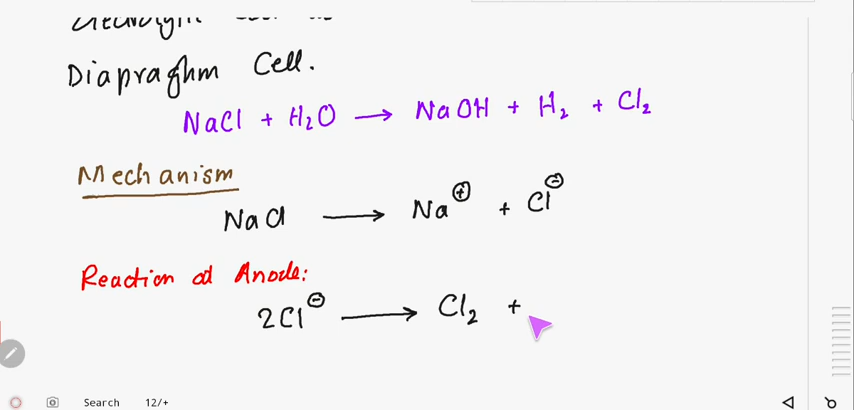 Diapraghm Cell.
NaCl + H₂O → NaOH + H₂ + Cl₂
Mechanism
NaCl → Na⊕ + Cl⊖
Reaction at Anode:
2Cl⊖ → Cl₂ +
Search 12/+